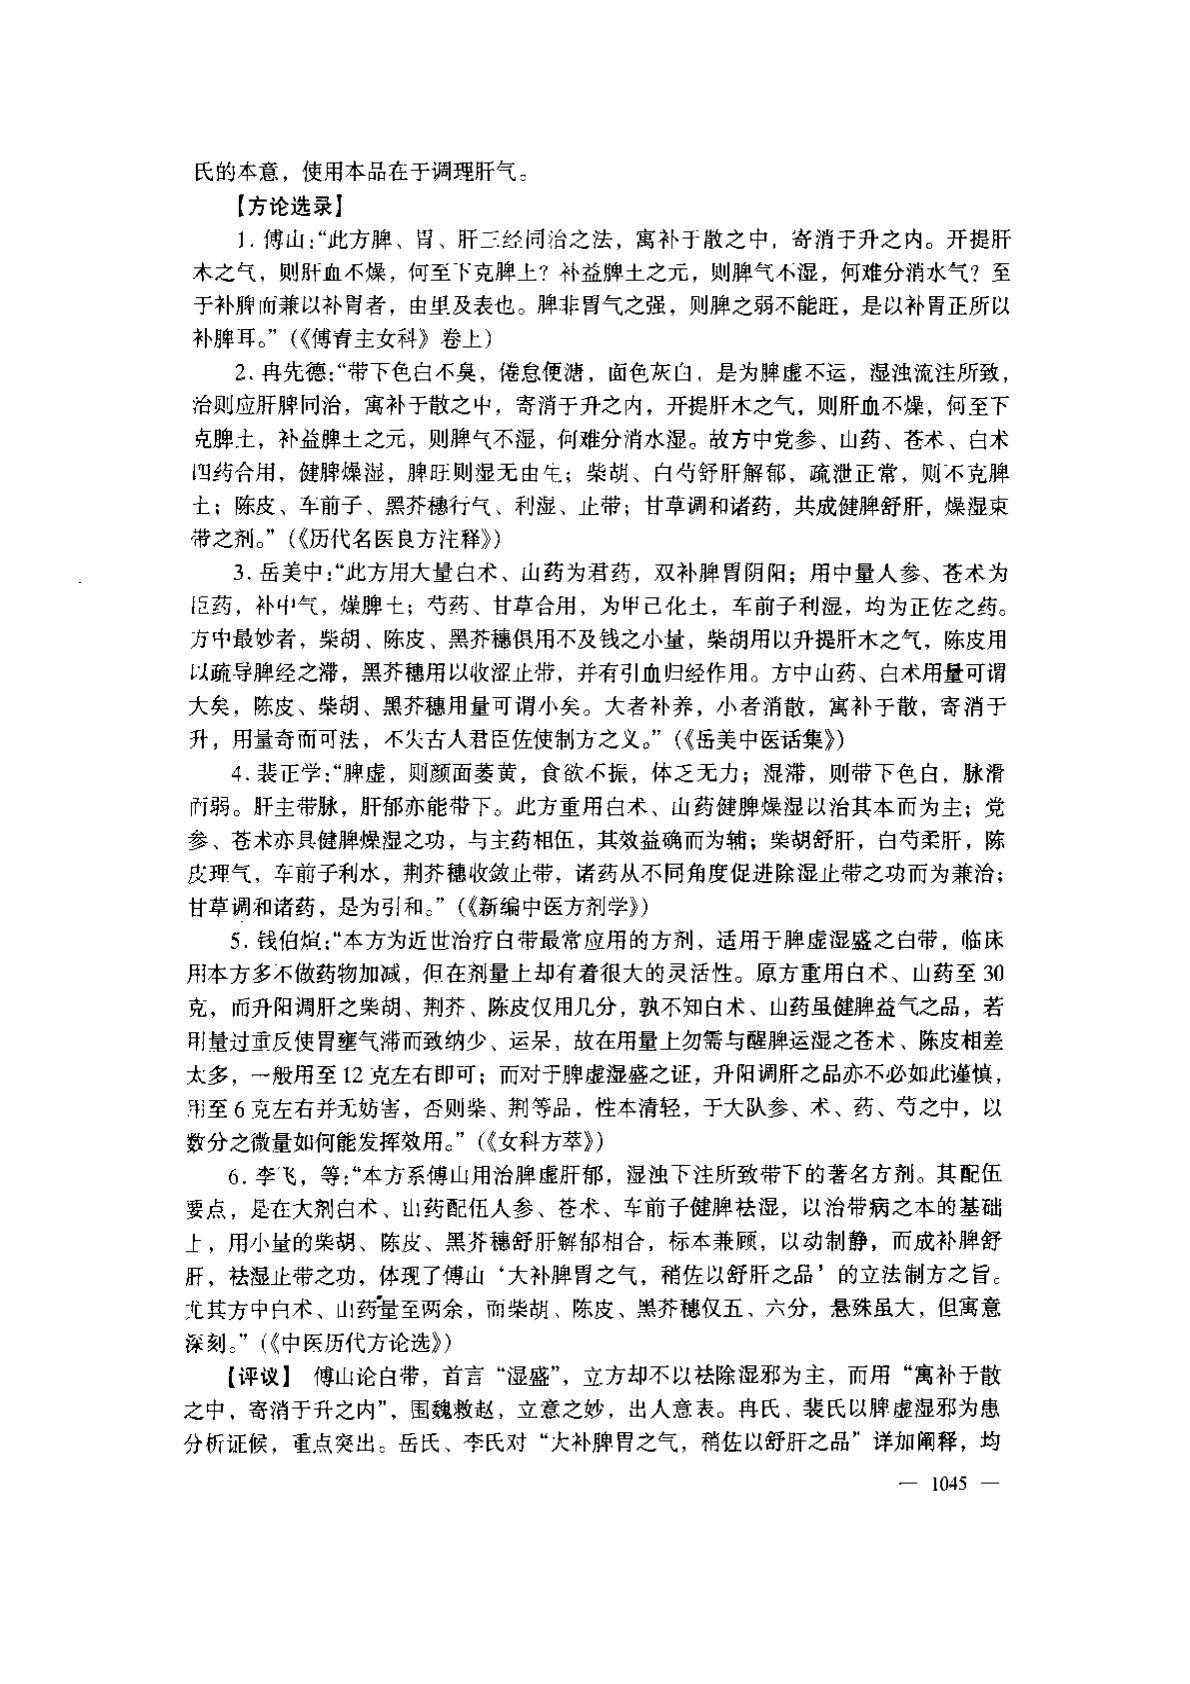 氏的本意，使用本品在于调理肝气。
【方论选录】
1. 傅山：“此方脾、胃、肝三经同治之法，寓补于散之中，寄消于升之内。开提肝
木之气，则肝血不燥，何至下克脾土？补益脾土之元，则脾气不湿，何难分消水气？至
于补脾而兼以补胃者，由里及表也。脾非胃气之强，则脾之弱不能旺，是以补胃正所以
补脾耳。”（《傅青主女科》卷上）
2. 冉先德：“带下色白不臭，倦怠便溏，面色灰白，是为脾虚不运，湿浊流注所致，
治则应肝脾同治，寓补于散之中，寄消于升之内，开提肝木之气，则肝血不燥，何至下
克脾土，补益脾土之元，则脾气不湿，何难分消水湿。故方中党参、山药、苍术、白术
四药合用，健脾燥湿，脾旺则湿无由生；柴胡、白芍舒肝解郁，疏泄正常，则不克脾
土；陈皮、车前子、黑芥穗行气、利湿、止带；甘草调和诸药，共成健脾舒肝，燥湿束
带之剂。”（《历代名医良方注释》）
3. 岳美中：“此方用大量白术、山药为君药，双补脾胃阴阳；用中量人参、苍术为
臣药，补中气，燥脾土；芍药、甘草合用，为甲己化土，车前子利湿，均为正佐之药。
方中最妙者，柴胡、陈皮、黑芥穗俱用不及钱之小量，柴胡用以升提肝木之气，陈皮用
以疏导脾经之滞，黑芥穗用以收涩止带，并有引血归经作用。方中山药、白术用量可谓
大矣，陈皮、柴胡、黑芥穗用量可谓小矣。大者补养，小者消散，寓补于散，寄消于
升，用量奇而可法，不失古人君臣佐使制方之义。”（《岳美中医话集》）
4. 裴正学：“脾虚，则颜面萎黄，食欲不振，体乏无力；湿滞，则带下色白，脉滑
而弱。肝主带脉，肝郁亦能带下。此方重用白术、山药健脾燥湿以治其本而为主；党
参、苍术亦具健脾燥湿之功，与主药相伍，其效益确而为辅；柴胡舒肝，白芍柔肝，陈
皮理气，车前子利水，荆芥穗收敛止带，诸药从不同角度促进除湿止带之功而为兼治；
甘草调和诸药，是为引和。”（《新编中医方剂学》）
5. 钱伯煊：“本方为近世治疗白带最常应用的方剂，适用于脾虚湿盛之白带，临床
用本方多不做药物加减，但在剂量上却有着很大的灵活性。原方重用白术、山药至 30
克，而升阳调肝之柴胡、荆芥、陈皮仅用几分，孰不知白术、山药虽健脾益气之品，若
用量过重反使胃壅气滞而致纳少、运呆，故在用量上勿需与醒脾运湿之苍术、陈皮相差
太多，一般用至 12 克左右即可；而对于脾虚湿盛之证，升阳调肝之品亦不必如此谨慎，
用至 6 克左右并无妨害，否则柴、荆等品，性本清轻，于大队参、术、药、芍之中，以
数分之微量如何能发挥效用。”（《女科方萃》）
6. 李飞，等：“本方系傅山用治脾虚肝郁，湿浊下注所致带下的著名方剂。其配伍
要点，是在大剂白术、山药配伍人参、苍术、车前子健脾祛湿，以治带病之本的基础
上，用小量的柴胡、陈皮、黑芥穗舒肝解郁相合，标本兼顾，以动制静，而成补脾舒
肝，祛湿止带之功，体现了傅山‘大补脾胃之气，稍佐以舒肝之品’的立法制方之旨。
尤其方中白术、山药量至两余，而柴胡、陈皮、黑芥穗仅五、六分，悬殊虽大，但寓意
深刻。”（《中医历代方论选》）
【评议】 傅山论白带，首言“湿盛”，立方却不以祛除湿邪为主，而用“寓补于散
之中，寄消于升之内”，围魏救赵，立意之妙，出人意表。冉氏、裴氏以脾虚湿邪为患
分析证候，重点突出。岳氏、李氏对“大补脾胃之气，稍佐以舒肝之品”详加阐释，均
— 1045 —